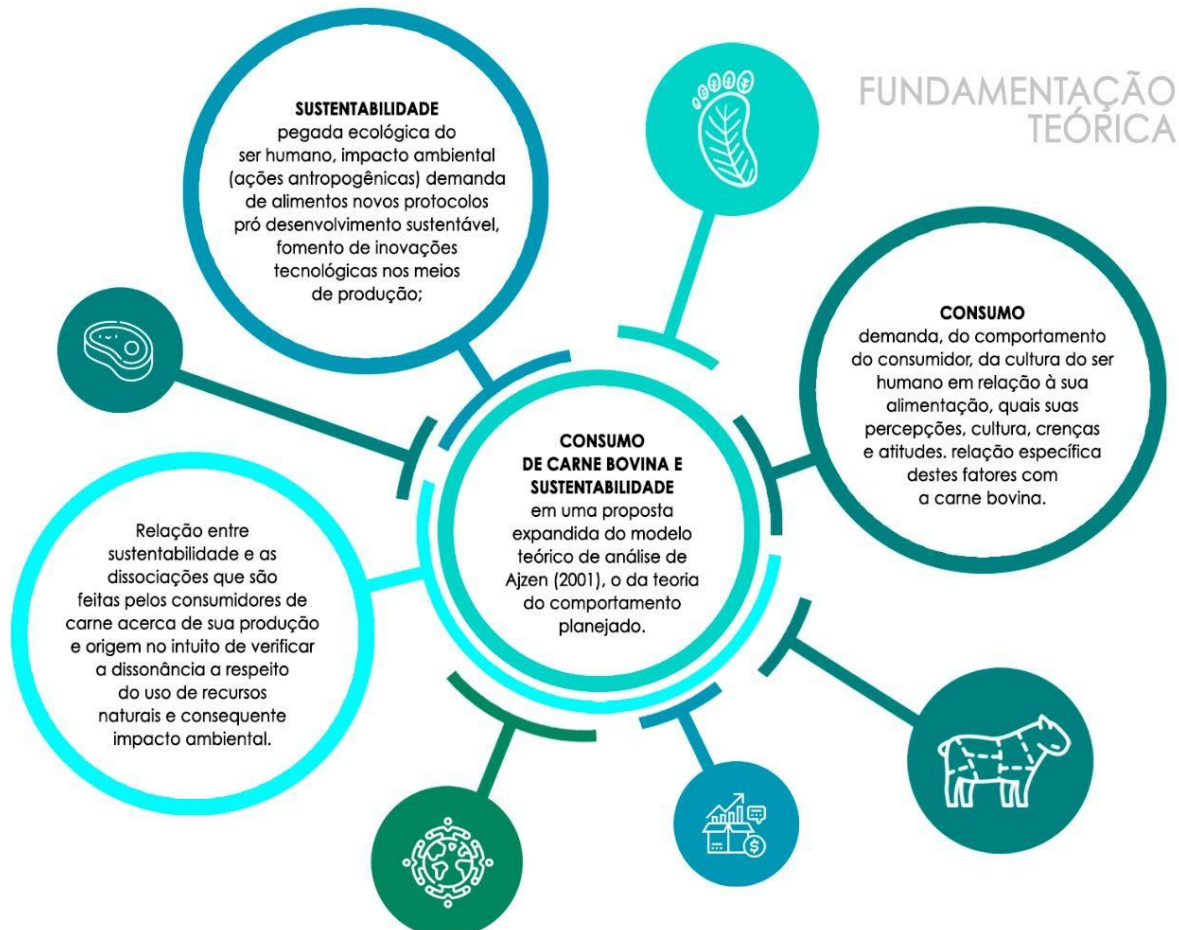 FUNDAMENTAÇÃO
TEÓRICA
SUSTENTABILIDADE
pegada ecológica do
ser humano, impacto ambiental
(ações antropogênicas) demanda
de alimentos novos protocolos
pró desenvolvimento sustentável,
fomento de inovações
tecnológicas nos meios
de produção;
CONSUMO
demanda, do comportamento
do consumidor, da cultura do ser
humano em relação à sua
alimentação, quais suas
percepções, cultura, crenças
e atitudes. relação específica
destes fatores com
a carne bovina.
CONSUMO
DE CARNE BOVINA E
SUSTENTABILIDADE
em uma proposta
expandida do modelo
teórico de análise de
Ajzen (2001), o da teoria
do comportamento
planejado.
Relação entre
sustentabilidade e as
dissociações que são
feitas pelos consumidores de
carne acerca de sua produção
e origem no intuito de verificar
a dissonância a respeito
do uso de recursos
naturais e consequente
impacto ambiental.
$